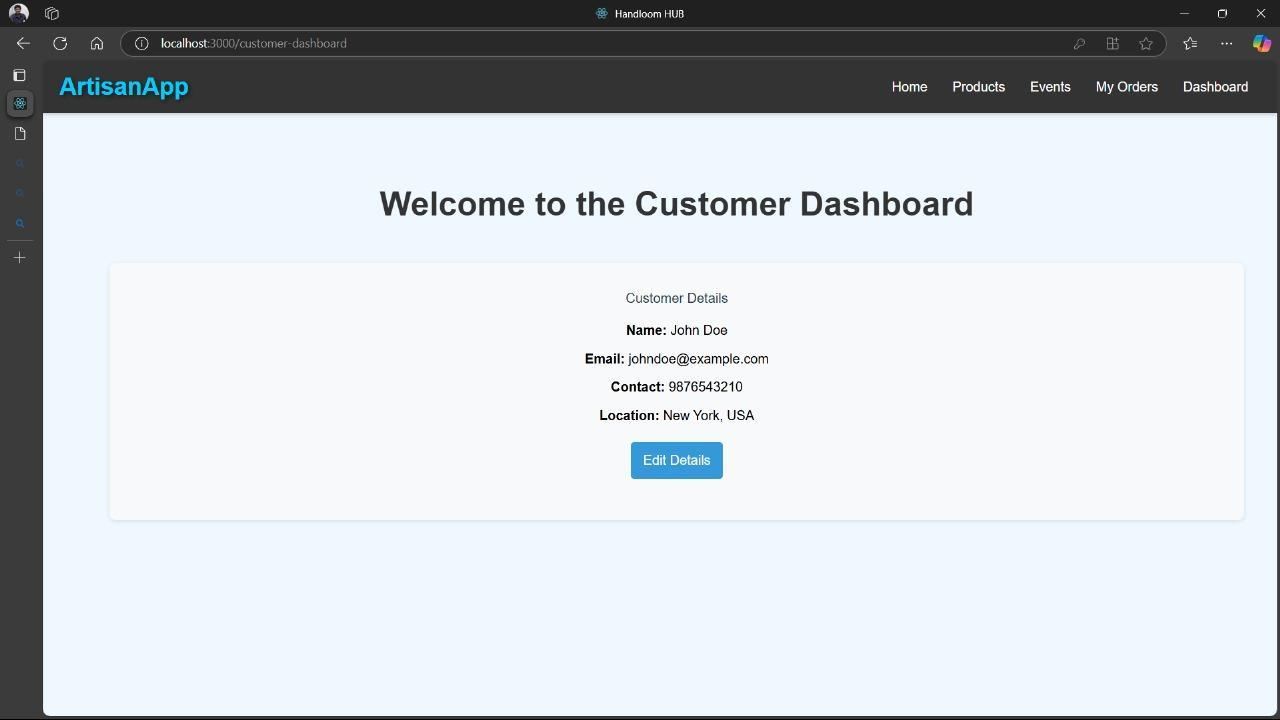 Handloom HUB
localhost:3000/customer-dashboard
ArtisanApp
Home Products Events My Orders Dashboard
Welcome to the Customer Dashboard
Customer Details
Name: John Doe
Email: johndoe@example.com
Contact: 9876543210
Location: New York, USA
Edit Details